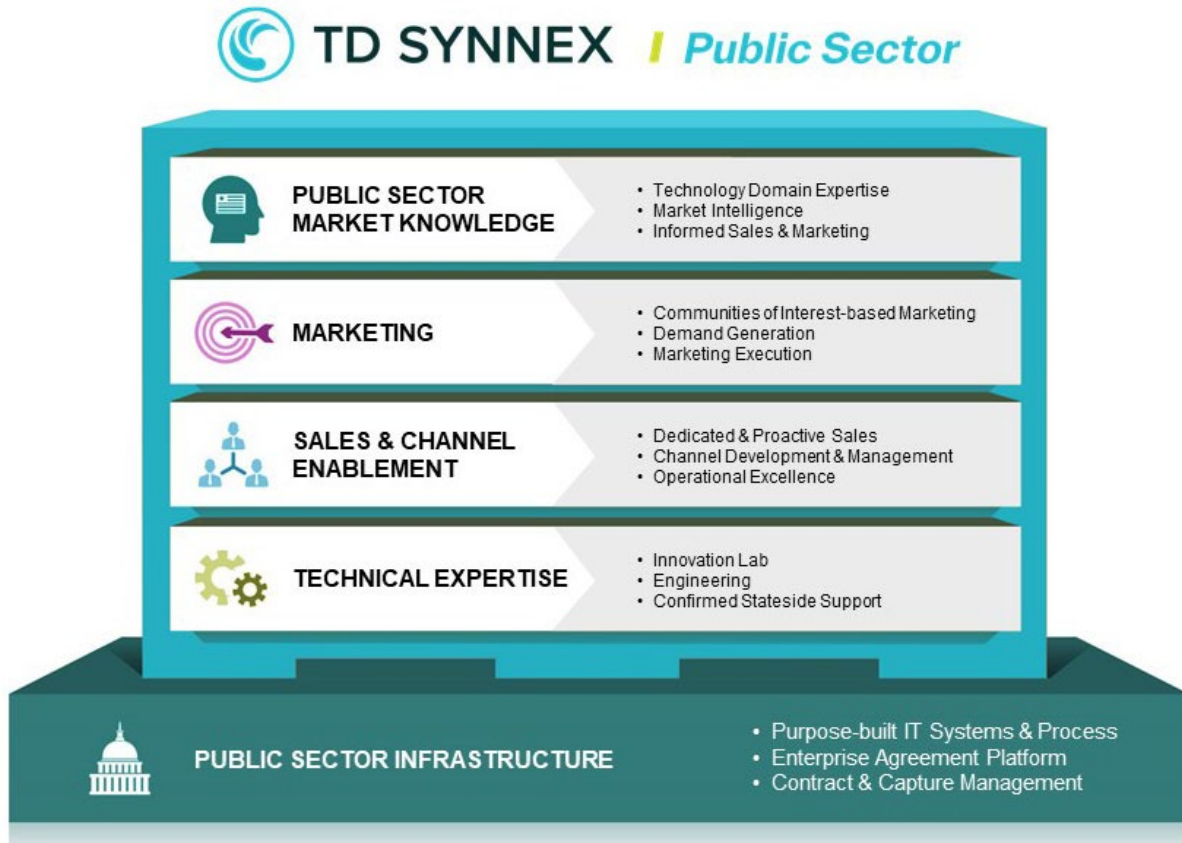 TD SYNNEX | Public Sector
PUBLIC SECTOR
MARKET KNOWLEDGE
• Technology Domain Expertise
• Market Intelligence
• Informed Sales & Marketing
MARKETING
• Communities of Interest-based Marketing
• Demand Generation
• Marketing Execution
SALES & CHANNEL
ENABLEMENT
• Dedicated & Proactive Sales
• Channel Development & Management
• Operational Excellence
TECHNICAL EXPERTISE
• Innovation Lab
• Engineering
• Confirmed Stateside Support
PUBLIC SECTOR INFRASTRUCTURE
• Purpose-built IT Systems & Process
• Enterprise Agreement Platform
• Contract & Capture Management